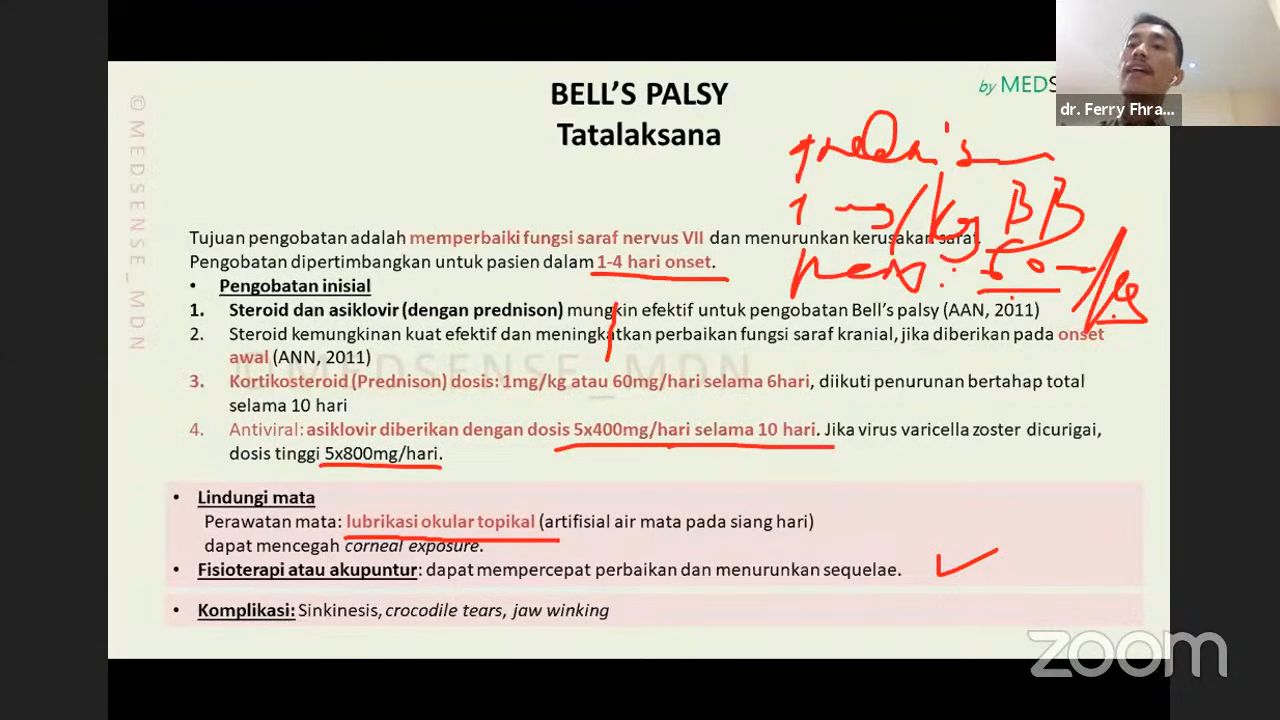 BELL'S PALSY
Tatalaksana
by MEDS
dr. Ferry Fhra...
@MEDSENSE_MDN
prednison
1 mg/kg BB
Tujuan pengobatan adalah memperbaiki fungsi saraf nervus VII dan menurunkan kerusakan saraf.
Pengobatan dipertimbangkan untuk pasien dalam 1-4 hari onset.
• Pengobatan inisial
1. Steroid dan asiklovir (dengan prednison) mungkin efektif untuk pengobatan Bell's palsy (AAN, 2011)
2. Steroid kemungkinan kuat efektif dan meningkatkan perbaikan fungsi saraf kranial, jika diberikan pada onset
awal (ANN, 2011)
@MEDSENSE_MDN
3. Kortikosteroid (Prednison) dosis: 1mg/kg atau 60mg/hari selama 6hari, diikuti penurunan bertahap total
selama 10 hari
4. Antiviral: asiklovir diberikan dengan dosis 5x400mg/hari selama 10 hari. Jika virus varicella zoster dicurigai,
dosis tinggi 5x800mg/hari.
• Lindungi mata
Perawatan mata: lubrikasi okular topikal (artifisial air mata pada siang hari)
dapat mencegah corneal exposure.
• Fisioterapi atau akupuntur: dapat mempercepat perbaikan dan menurunkan sequelae.
• Komplikasi: Sinkinesis, crocodile tears, jaw winking
zoom